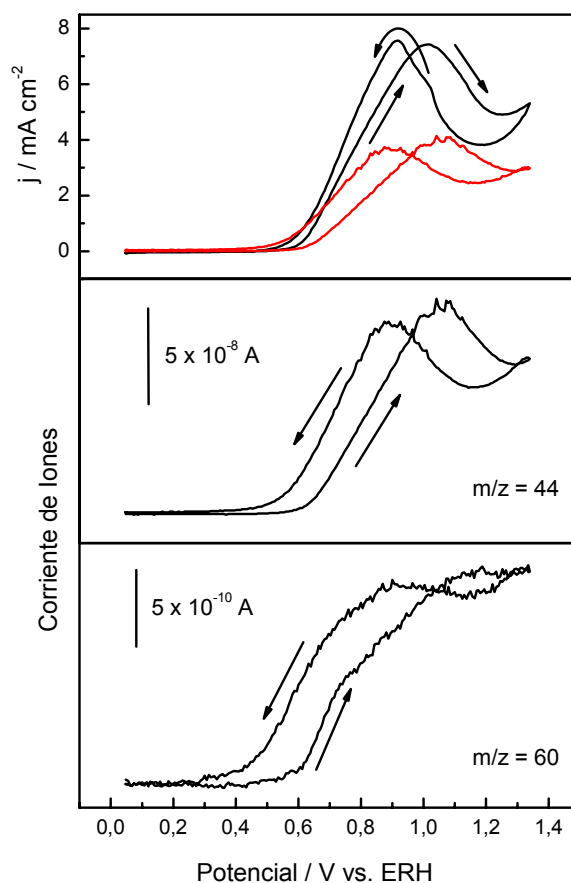 8
6
4
2
0
j / mA cm⁻²
5 x 10⁻⁸ A
m/z = 44
Corriente de Iones
5 x 10⁻¹⁰ A
m/z = 60
0,0 0,2 0,4 0,6 0,8 1,0 1,2 1,4
Potencial / V vs. ERH